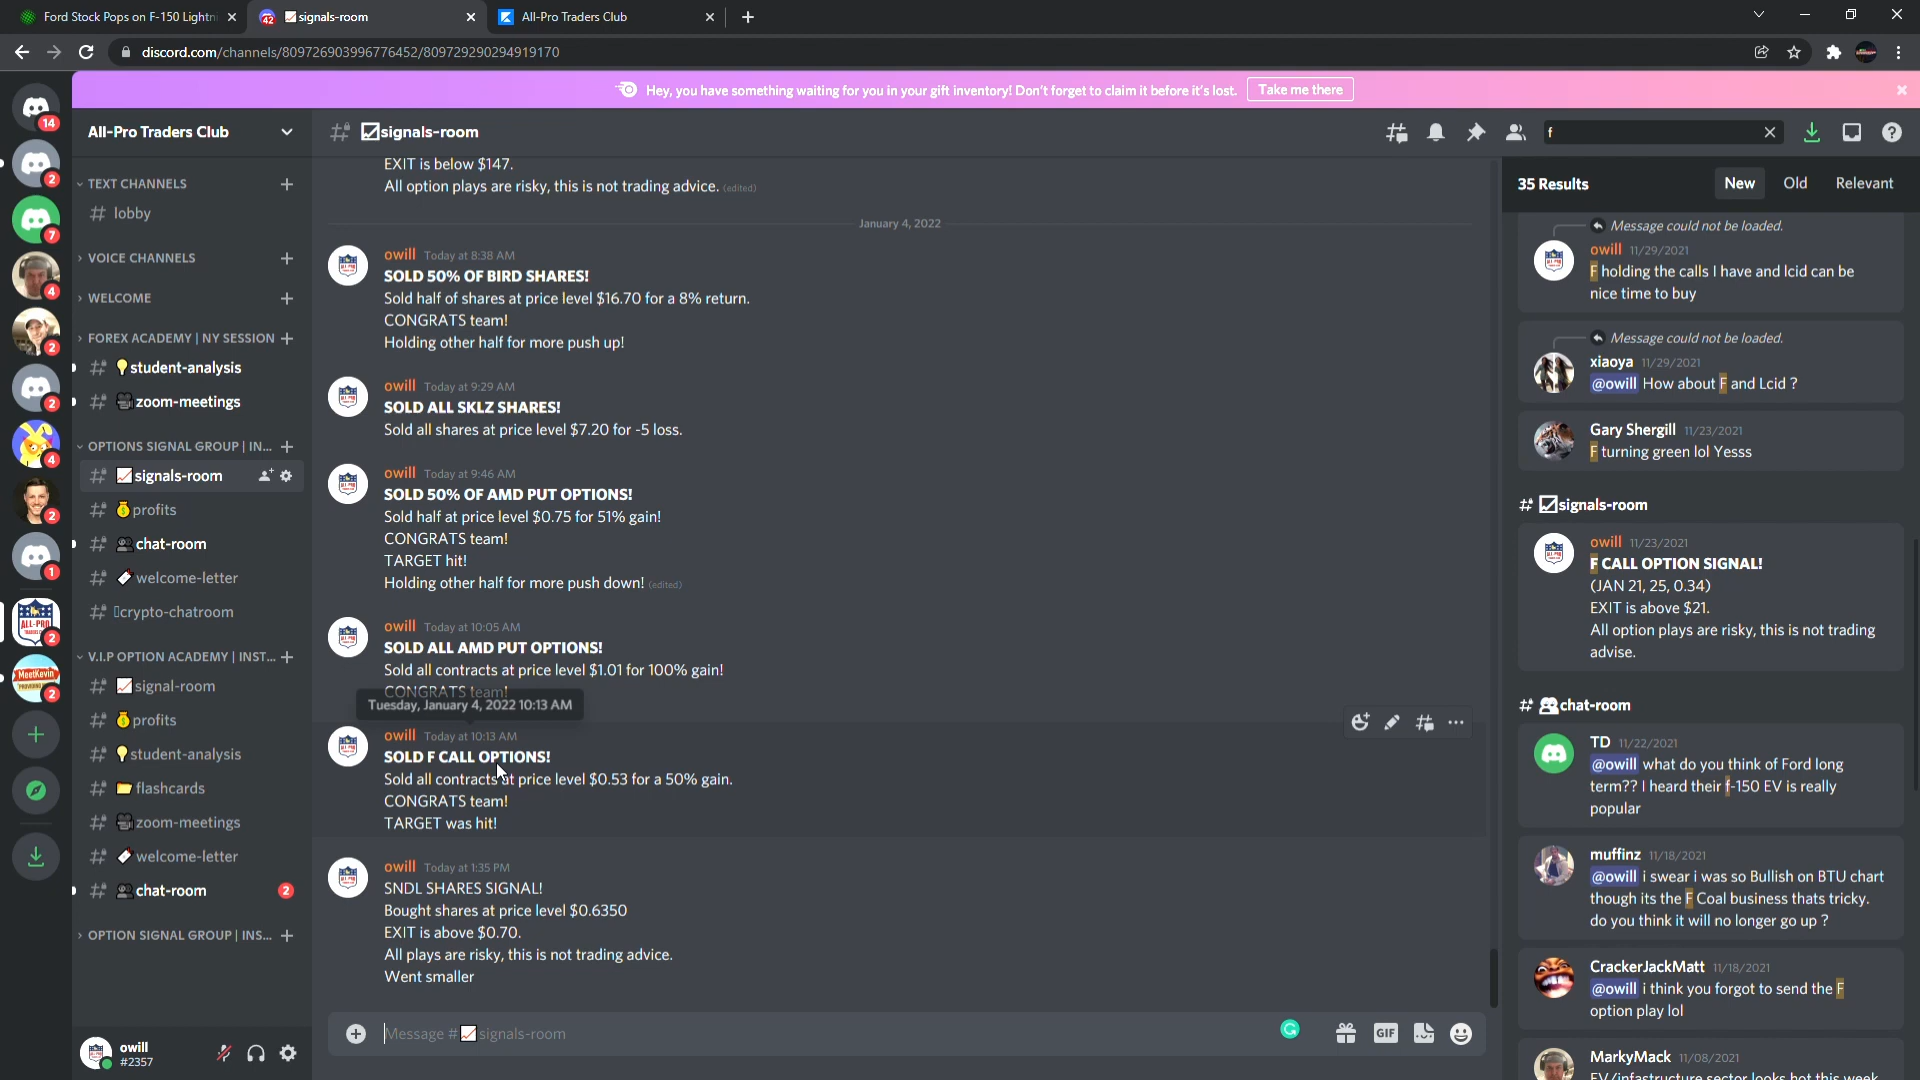 Ford Stock Pops on F-150 Lightn
signals-room
All-Pro Traders Club
discord.com/channels/809726903996776452/809729290294919170
Hey, you have something waiting for you in your gift inventory! Don't forget to claim it before it's lost.
Take me there
All-Pro Traders Club
TEXT CHANNELS
lobby
VOICE CHANNELS
WELCOME
FOREX ACADEMY | NY SESSION
student-analysis
zoom-meetings
OPTIONS SIGNAL GROUP | IN...
signals-room
profits
chat-room
welcome-letter
crypto-chatroom
V.I.P OPTION ACADEMY | INST...
signal-room
profits
student-analysis
flashcards
zoom-meetings
welcome-letter
chat-room
2
OPTION SIGNAL GROUP | INS...
owill
#2357
14
2
7
4
2
2
4
2
1
ALL-PRO
2
MeetKevin
2
42
signals-room
EXIT is below $147.
All option plays are risky, this is not trading advice. (edited)
January 4, 2022
owill Today at 8:38 AM
SOLD 50% OF BIRD SHARES!
Sold half of shares at price level $16.70 for a 8% return.
CONGRATS team!
Holding other half for more push up!
owill Today at 9:29 AM
SOLD ALL SKLZ SHARES!
Sold all shares at price level $7.20 for -5 loss.
owill Today at 9:46 AM
SOLD 50% OF AMD PUT OPTIONS!
Sold half at price level $0.75 for 51% gain!
CONGRATS team!
TARGET hit!
Holding other half for more push down! (edited)
owill Today at 10:05 AM
SOLD ALL AMD PUT OPTIONS!
Sold all contracts at price level $1.01 for 100% gain!
CONGRATS team!
Tuesday, January 4, 2022 10:13 AM
owill Today at 10:13 AM
SOLD F CALL OPTIONS!
Sold all contracts at price level $0.53 for a 50% gain.
CONGRATS team!
TARGET was hit!
owill Today at 1:35 PM
SNDL SHARES SIGNAL!
Bought shares at price level $0.6350
EXIT is above $0.70.
All plays are risky, this is not trading advice.
Went smaller
Message # signals-room
GIF
f
35 Results
New
Old
Relevant
Message could not be loaded.
owill 11/29/2021
F holding the calls I have and lcid can be
nice time to buy
Message could not be loaded.
xiaoya 11/29/2021
@owill How about F and Lcid ?
Gary Shergill 11/23/2021
F turning green lol Yesss
# signals-room
owill 11/23/2021
F CALL OPTION SIGNAL!
(JAN 21, 25, 0.34)
EXIT is above $21.
All option plays are risky, this is not trading
advise.
# chat-room
TD 11/22/2021
@owill what do you think of Ford long
term?? I heard their f-150 EV is really
popular
muffinz 11/18/2021
@owill i swear i was so Bullish on BTU chart
though its the F Coal business thats tricky.
do you think it will no longer go up ?
CrackerJackMatt 11/18/2021
@owill i think you forgot to send the F
option play lol
MarkyMack 11/08/2021
EV/infastructure sector looks hot this week